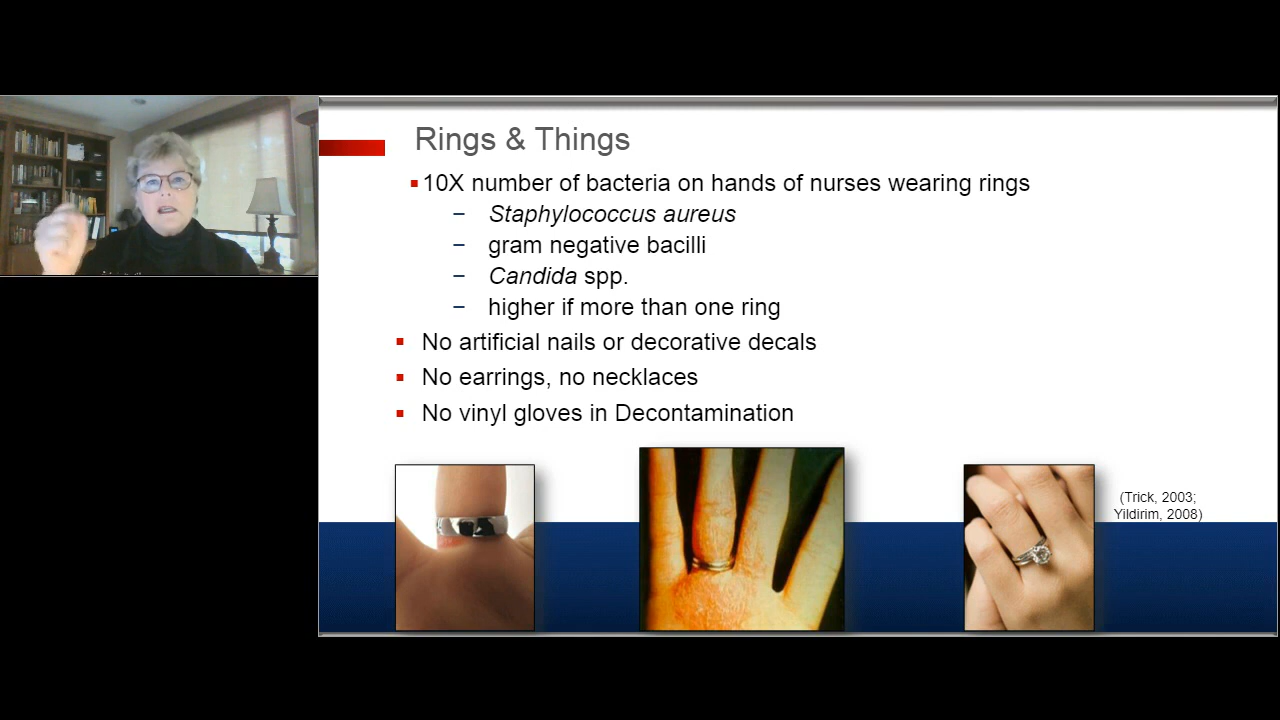 Rings & Things
10X number of bacteria on hands of nurses wearing rings
− Staphylococcus aureus
− gram negative bacilli
− Candida spp.
− higher if more than one ring
No artificial nails or decorative decals
No earrings, no necklaces
No vinyl gloves in Decontamination
(Trick, 2003;
Yildirim, 2008)